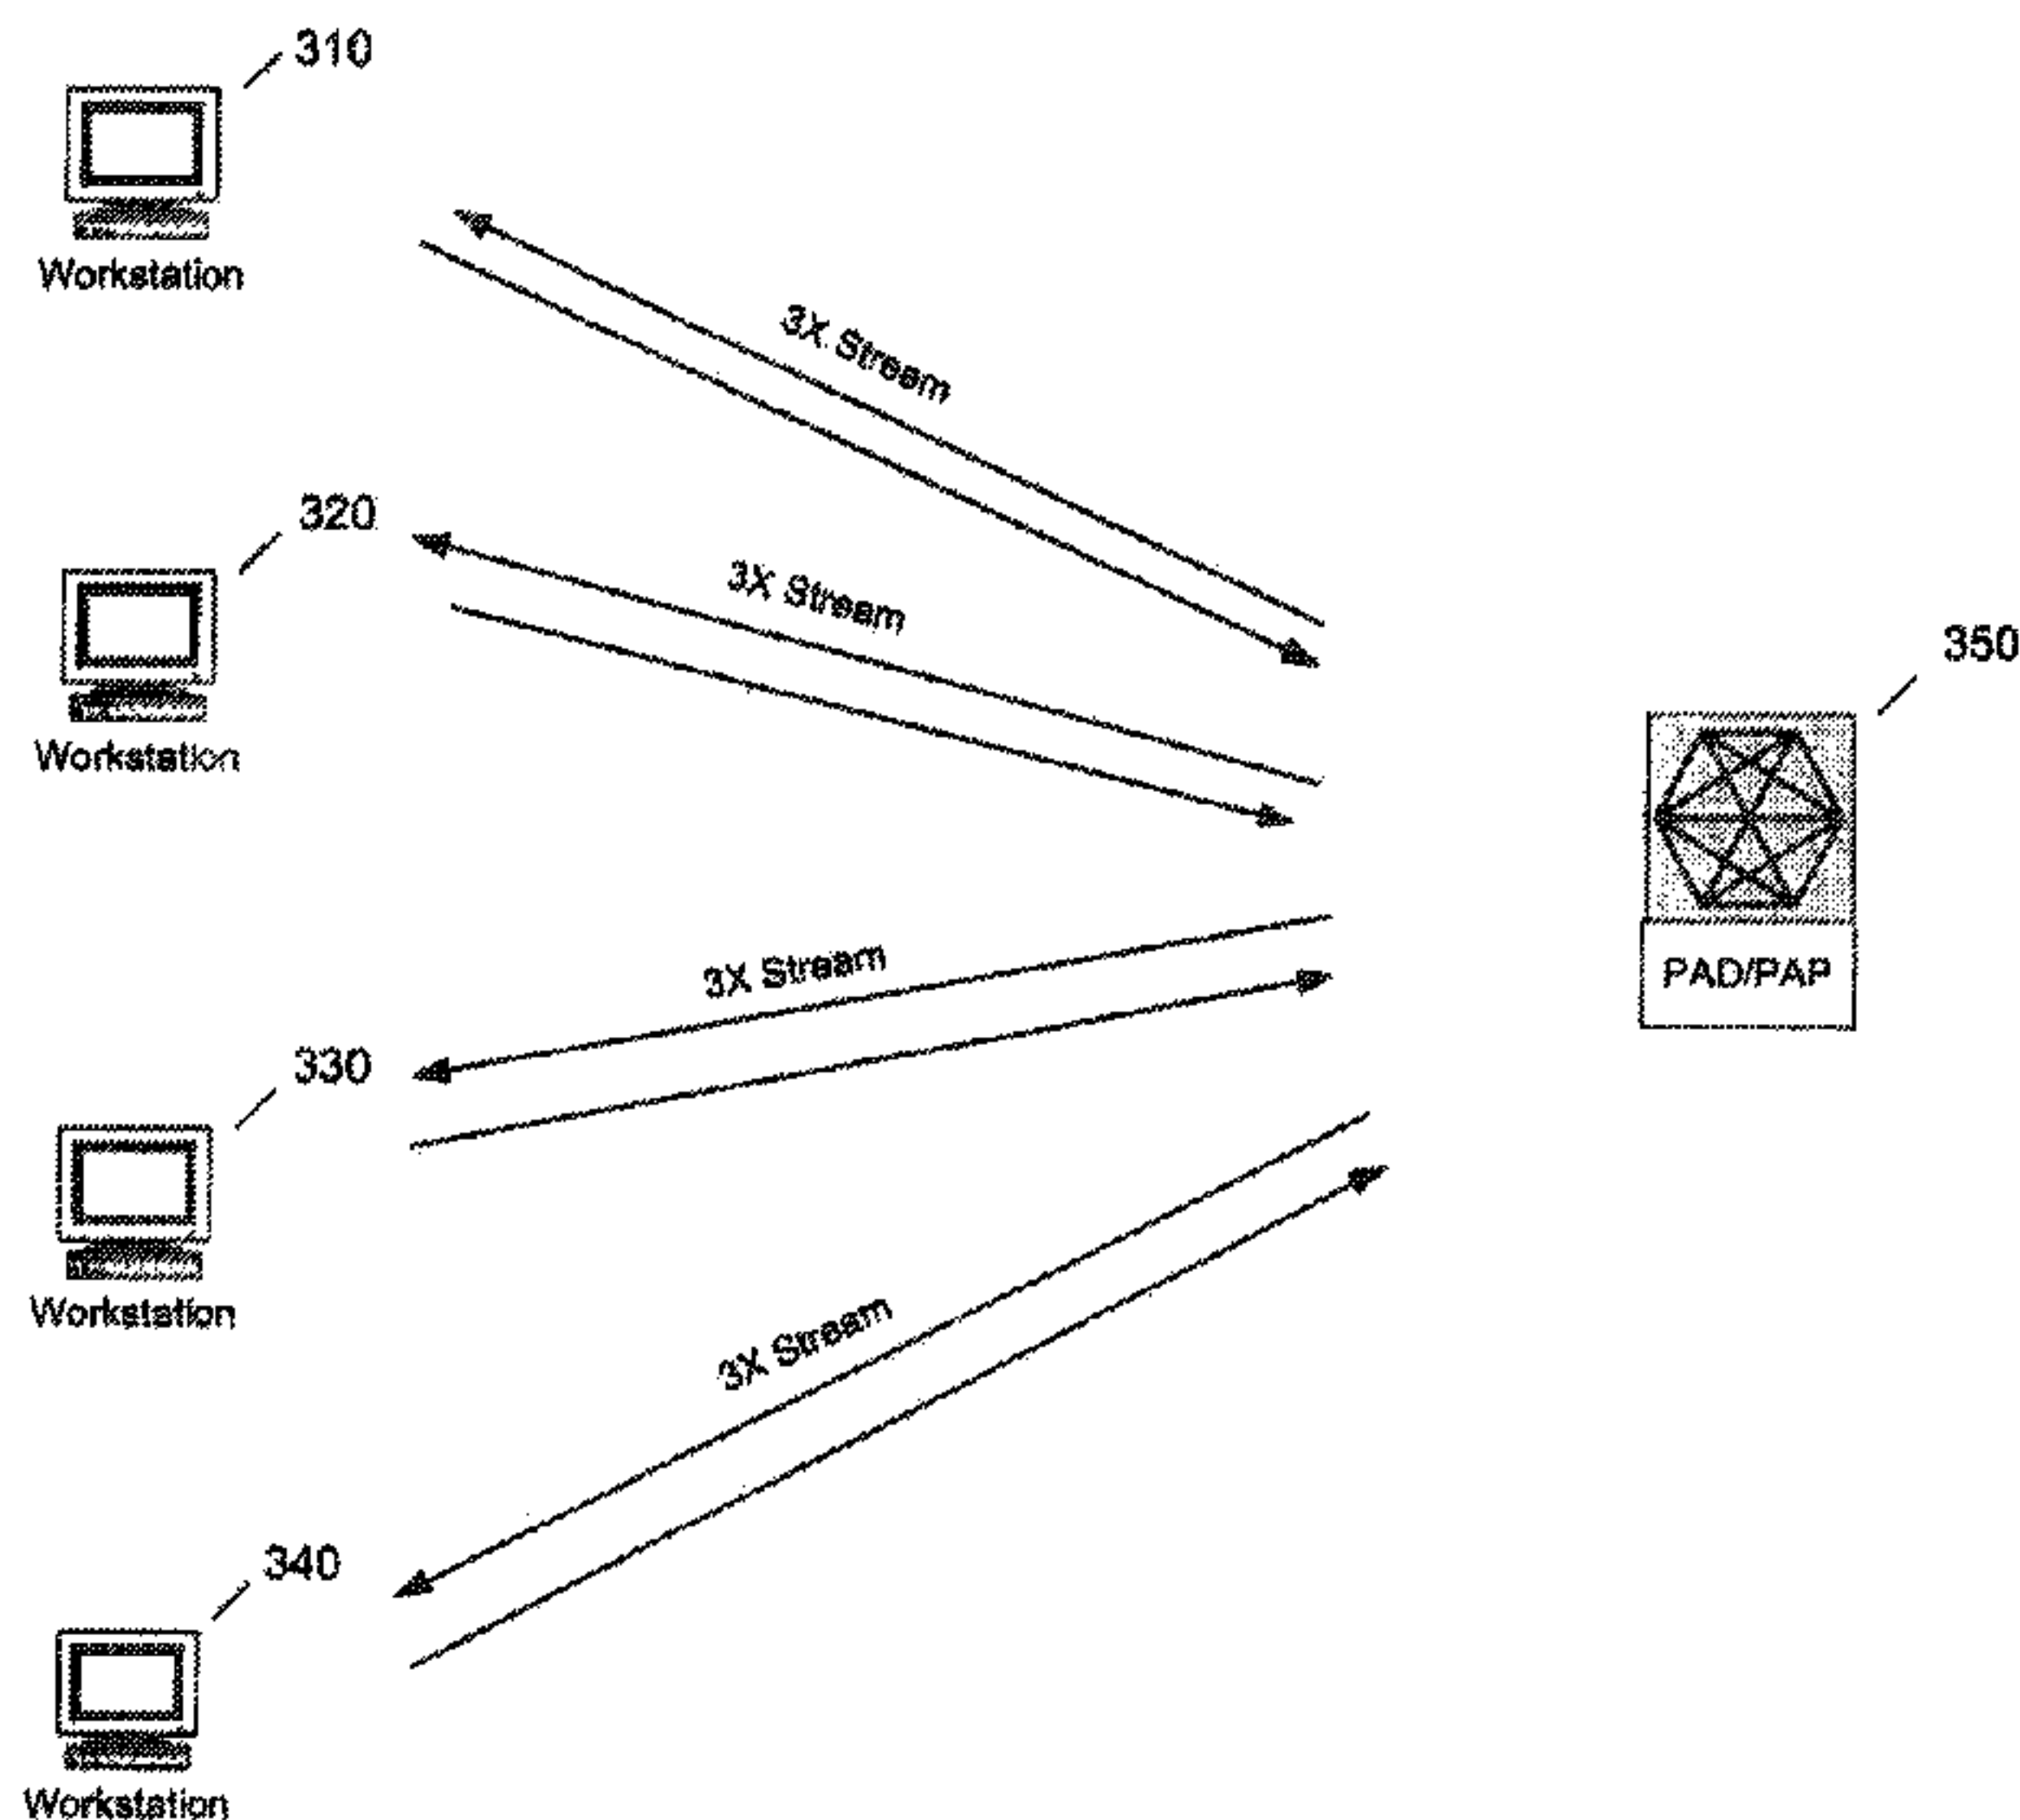 310
Workstation
3X Stream
320
3X Stream
Workstation
350
PAD/PAP
3X Stream
330
Workstation
3X Stream
340
Workstation